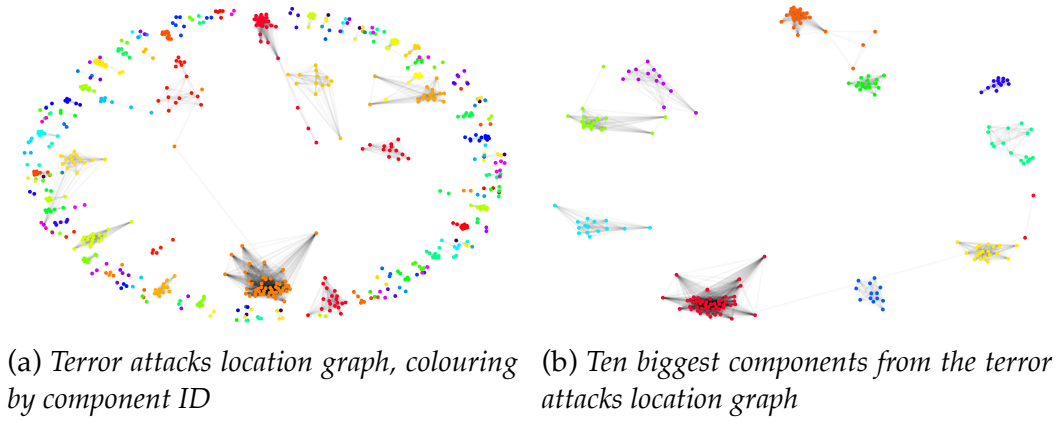 (a) Terror attacks location graph, colouring
by component ID
(b) Ten biggest components from the terror
attacks location graph